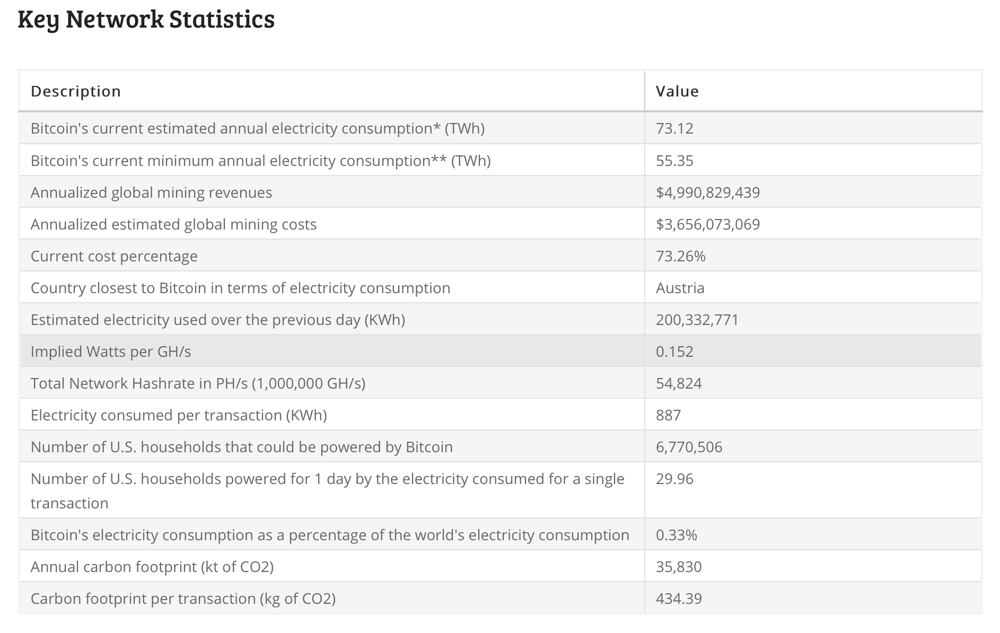 Key Network Statistics
Description Value
Bitcoin's current estimated annual electricity consumption* (TWh) 73.12
Bitcoin's current minimum annual electricity consumption** (TWh) 55.35
Annualized global mining revenues $4,990,829,439
Annualized estimated global mining costs $3,656,073,069
Current cost percentage 73.26%
Country closest to Bitcoin in terms of electricity consumption Austria
Estimated electricity used over the previous day (KWh) 200,332,771
Implied Watts per GH/s 0.152
Total Network Hashrate in PH/s (1,000,000 GH/s) 54,824
Electricity consumed per transaction (KWh) 887
Number of U.S. households that could be powered by Bitcoin 6,770,506
Number of U.S. households powered for 1 day by the electricity consumed for a single 29.96
transaction
Bitcoin's electricity consumption as a percentage of the world's electricity consumption 0.33%
Annual carbon footprint (kt of CO2) 35,830
Carbon footprint per transaction (kg of CO2) 434.39